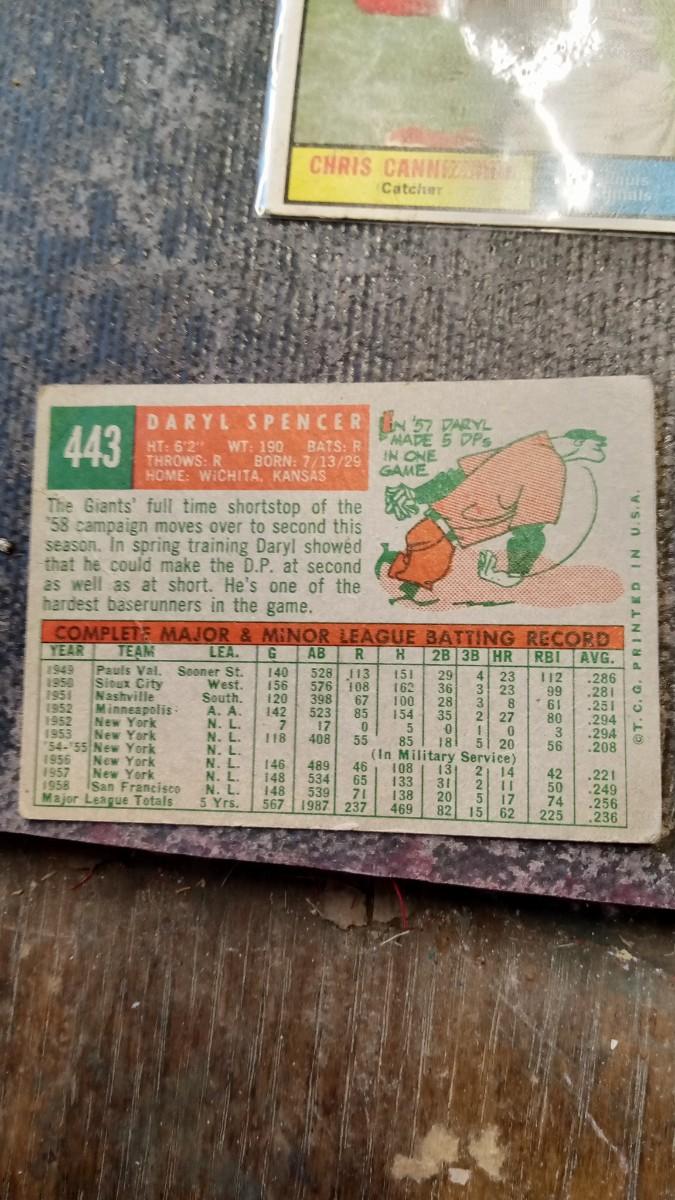 CHRIS
Catcher
443
DARYL SPENCER
HT: 6'2" WT: 190 BATS: R
THROWS: R BORN: 7/13/29
HOME: WICHITA, KANSAS
The Giants' full time shortstop of the
'58 campaign moves over to second this
season. In spring training Daryl showed
that he could make the D.P. at second
as well as at short. He's one of the
hardest baserunners in the game.
IN '57 DARYL
MADE 5 DPs
IN ONE
GAME
COMPLETE MAJOR & MINOR LEAGUE BATTING RECORD
YEAR TEAM LEA. G AB R H 2B 3B HR RBI AVG.
1949 Pauls Val. Sooner St. 140 528 113 151 29 4 23 112 .286
1950 Sioux City West. 156 576 108 162 36 3 23 99 .281
1951 Nashville South. 120 398 67 100 28 3 8 61 .251
1952 Minneapolis A. A. 142 523 85 154 35 2 27 80 .294
1952 New York N. L. 7 17 0 5 0 1 0 3 .294
1953 New York N. L. 118 408 55 85 18 5 20 56 .208
'54-'55 New York N. L. (In Military Service)
1956 New York N. L. 146 489 46 108 13 2 14 42 .221
1957 New York N. L. 148 534 65 133 31 2 11 50 .249
1958 San Francisco N. L. 148 539 71 138 20 5 17 74 .256
Major League Totals 5 Yrs. 567 1987 237 469 82 15 62 225 .236
© T. C. G. PRINTED IN U.S.A.